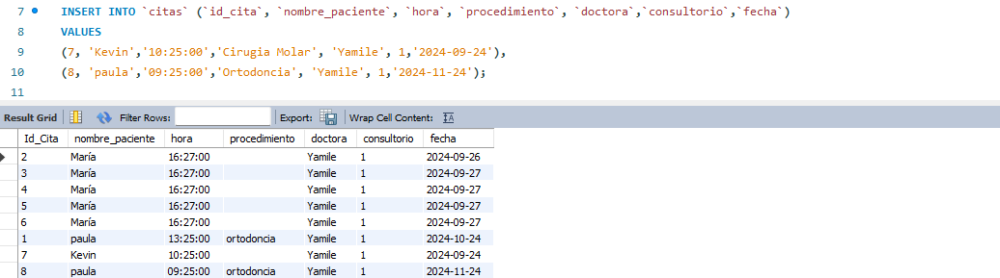 7 INSERT INTO `citas` (`id_cita`, `nombre_paciente`, `hora`, `procedimiento`, `doctora`,`consultorio`,`fecha`)
8 VALUES
9 (7, 'Kevin','10:25:00','Cirugia Molar', 'Yamile', 1,'2024-09-24'),
10 (8, 'paula','09:25:00','Ortodoncia', 'Yamile', 1,'2024-11-24');
11
Result Grid Filter Rows: Export: Wrap Cell Content:
Id_Cita nombre_paciente hora procedimiento doctora consultorio fecha
2 María 16:27:00 Yamile 1 2024-09-26
3 María 16:27:00 Yamile 1 2024-09-27
4 María 16:27:00 Yamile 1 2024-09-27
5 María 16:27:00 Yamile 1 2024-09-27
6 María 16:27:00 Yamile 1 2024-09-27
1 paula 13:25:00 ortodoncia Yamile 1 2024-10-24
7 Kevin 10:25:00 Yamile 1 2024-09-24
8 paula 09:25:00 ortodoncia Yamile 1 2024-11-24